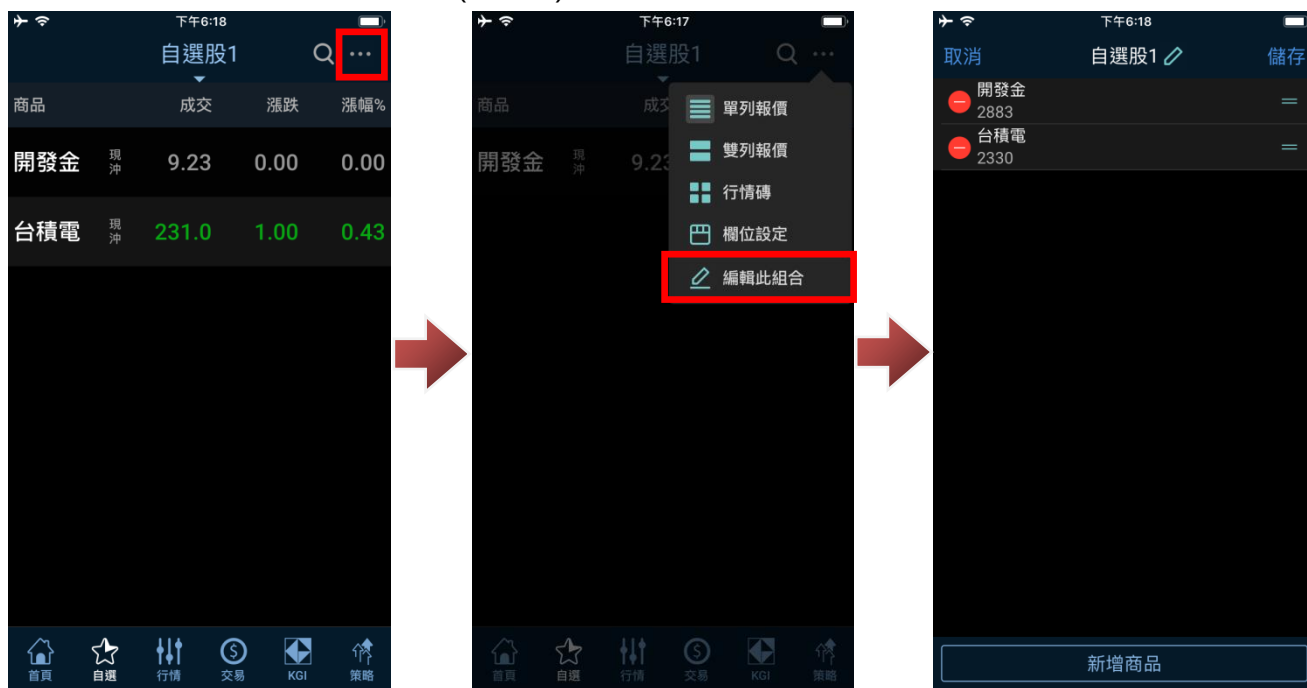 下午6:18
自選股1
商品 成交 漲跌 漲幅%
開發金 現沖 9.23 0.00 0.00
台積電 現沖 231.0 1.00 0.43
首頁 自選 行情 交易 KGI 策略
下午6:17
自選股1
商品 成交
開發金 現沖 9.23
單列報價
雙列報價
行情磚
欄位設定
編輯此組合
首頁 自選 行情 交易 KGI 策略
下午6:18
取消 自選股1 儲存
開發金
2883
台積電
2330
新增商品